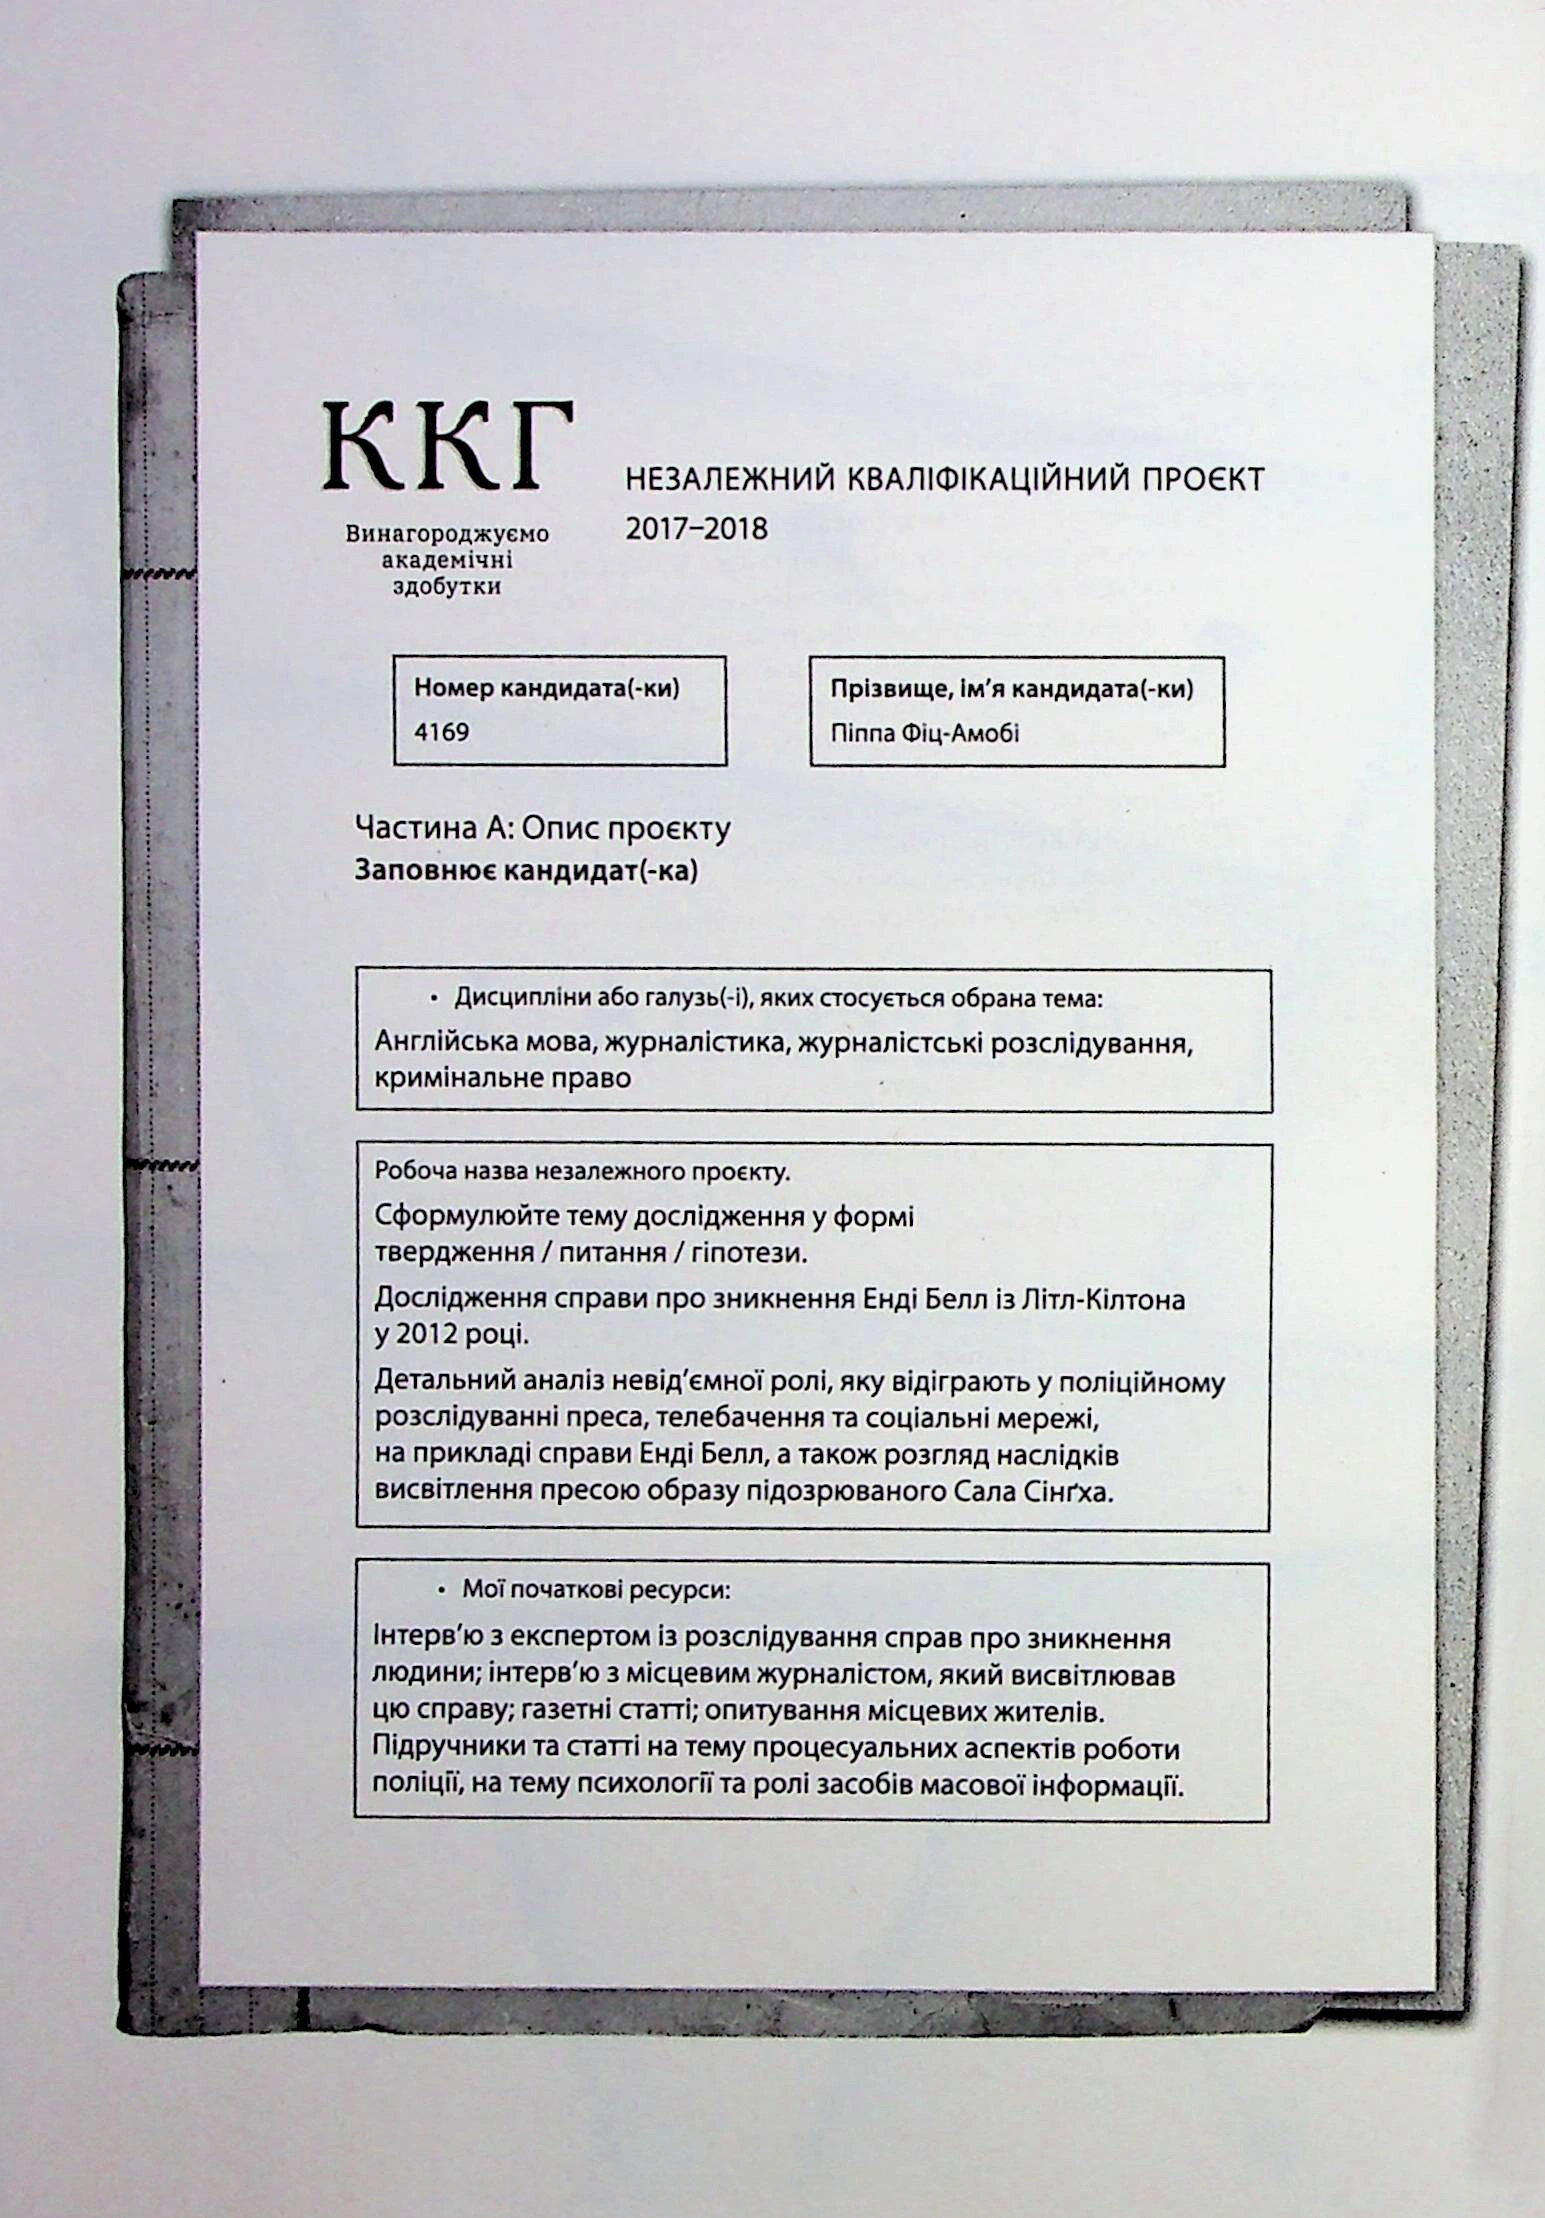 ККГ
Винагороджуємо
академічні
здобутки
НЕЗАЛЕЖНИЙ КВАЛІФІКАЦІЙНИЙ ПРОЄКТ
2017–2018
Номер кандидата(-ки)
4169
Прізвище, ім’я кандидата(-ки)
Піппа Фіц-Амобі
Частина А: Опис проєкту
Заповнює кандидат(-ка)
• Дисципліни або галузь(-і), яких стосується обрана тема:
Англійська мова, журналістика, журналістські розслідування,
кримінальне право
Робоча назва незалежного проєкту.
Сформулюйте тему дослідження у формі
твердження / питання / гіпотези.
Дослідження справи про зникнення Енді Белл із Літл-Кілтона
у 2012 році.
Детальний аналіз невід’ємної ролі, яку відіграють у поліційному
розслідуванні преса, телебачення та соціальні мережі,
на прикладі справи Енді Белл, а також розгляд наслідків
висвітлення пресою образу підозрюваного Сала Сінґха.
• Мої початкові ресурси:
Інтерв’ю з експертом із розслідування справ про зникнення
людини; інтерв’ю з місцевим журналістом, який висвітлював
цю справу; газетні статті; опитування місцевих жителів.
Підручники та статті на тему процесуальних аспектів роботи
поліції, на тему психології та ролі засобів масової інформації.